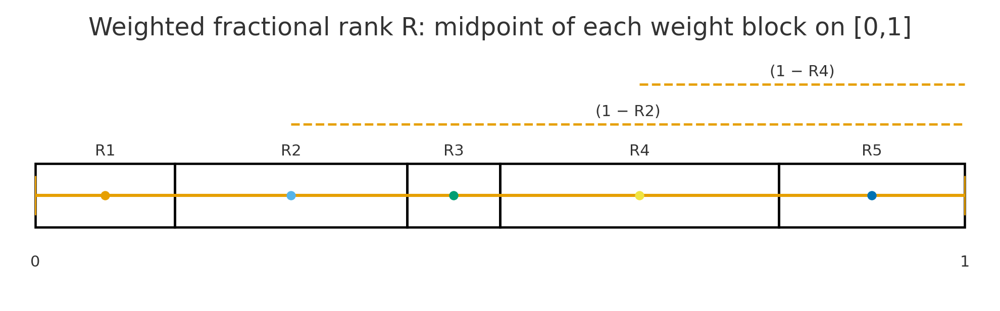 Weighted fractional rank R: midpoint of each weight block on [0,1]
(1 − R4)
(1 − R2)
R1 R2 R3 R4 R5
0 1